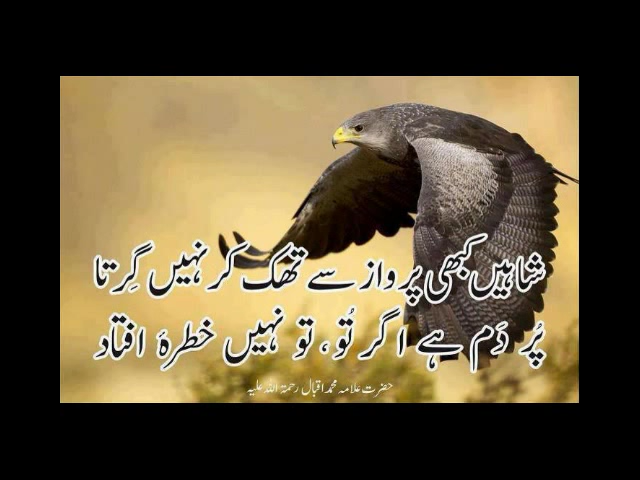 شاہیں کبھی پرواز سے تھک کر نہیں گِرتا
پُر دَم ہے اگر تُو، تو نہیں خطرۂ افتاد
حضرت علامہ محمد اقبال رحمۃ اللہ علیہ